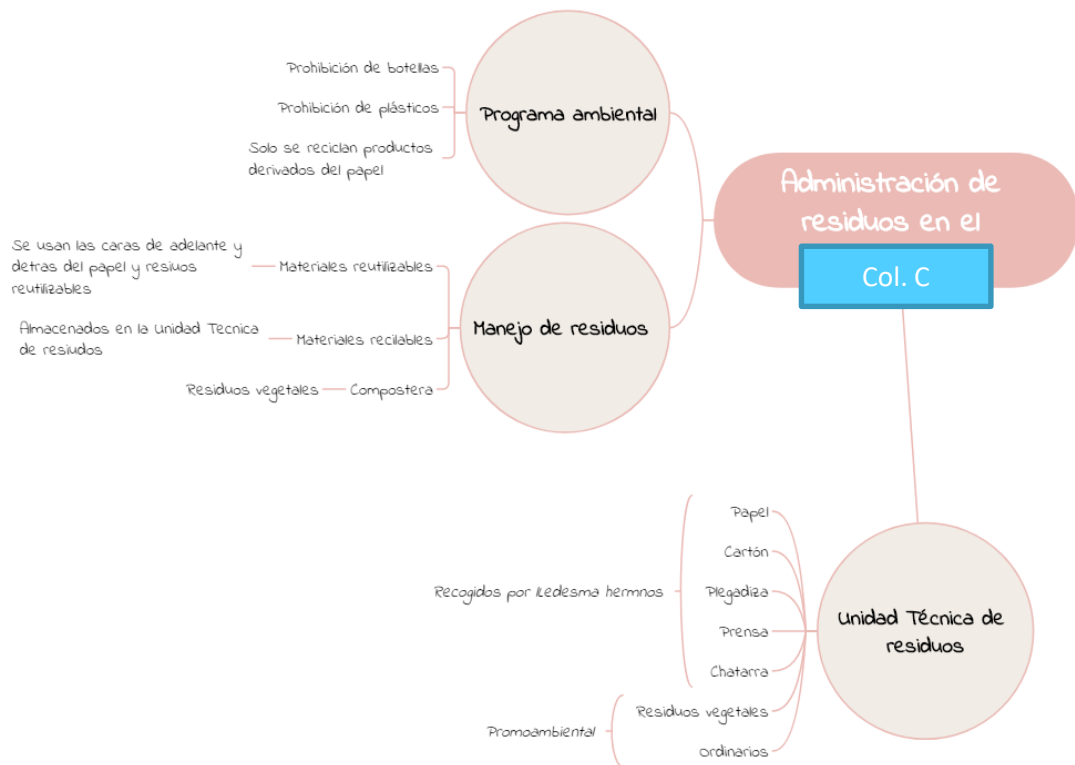 Administración de
residuos en el
Col. C
Programa ambiental
Prohibición de botellas
Prohibición de plásticos
Solo se reciclan productos
derivados del papel
Manejo de residuos
Materiales reutilizables
Se usan las caras de adelante y
detras del papel y resiuos
reutilizables
Materiales recilables
Almacenados en la Unidad Tecnica
de resiudos
Compostera
Residuos vegetales
Unidad Técnica de
residuos
Papel
Cartón
Plegadiza
Prensa
Chatarra
Recogidos por lLedesma hermnos
Residuos vegetales
Ordinarios
Promoambiental